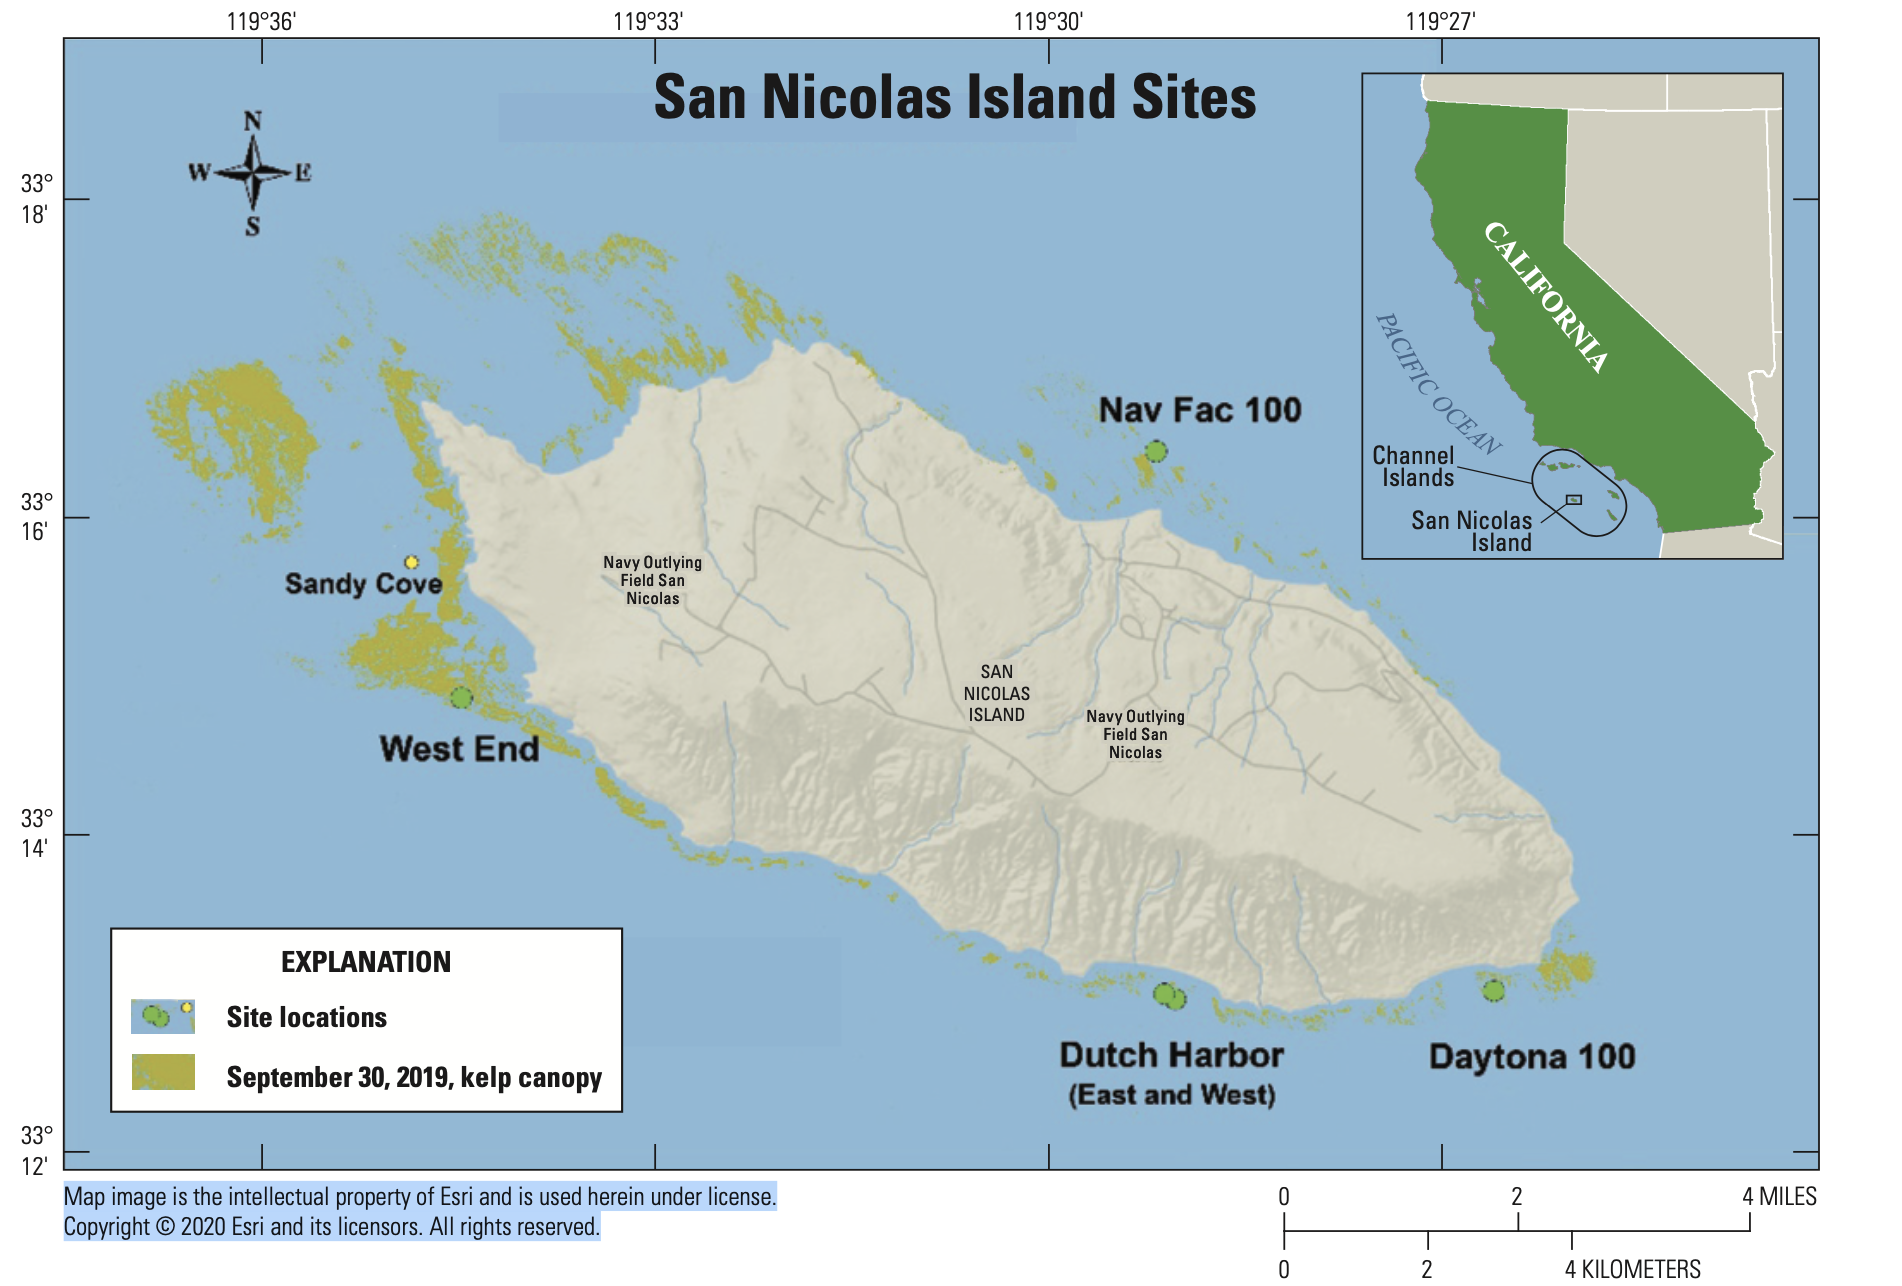 119°36'
119°33'
119°30'
119°27'
San Nicolas Island Sites
N
W E
S
33°
18'
33°
16'
33°
14'
33°
12'
CALIFORNIA
PACIFIC OCEAN
Channel
Islands
San Nicolas
Island
Nav Fac 100
Sandy Cove
Navy Outlying
Field San
Nicolas
SAN
NICOLAS
ISLAND
Navy Outlying
Field San
Nicolas
West End
Dutch Harbor
(East and West)
Daytona 100
EXPLANATION
Site locations
September 30, 2019, kelp canopy
Map image is the intellectual property of Esri and is used herein under license.
Copyright © 2020 Esri and its licensors. All rights reserved.
0 2 4 MILES
0 2 4 KILOMETERS